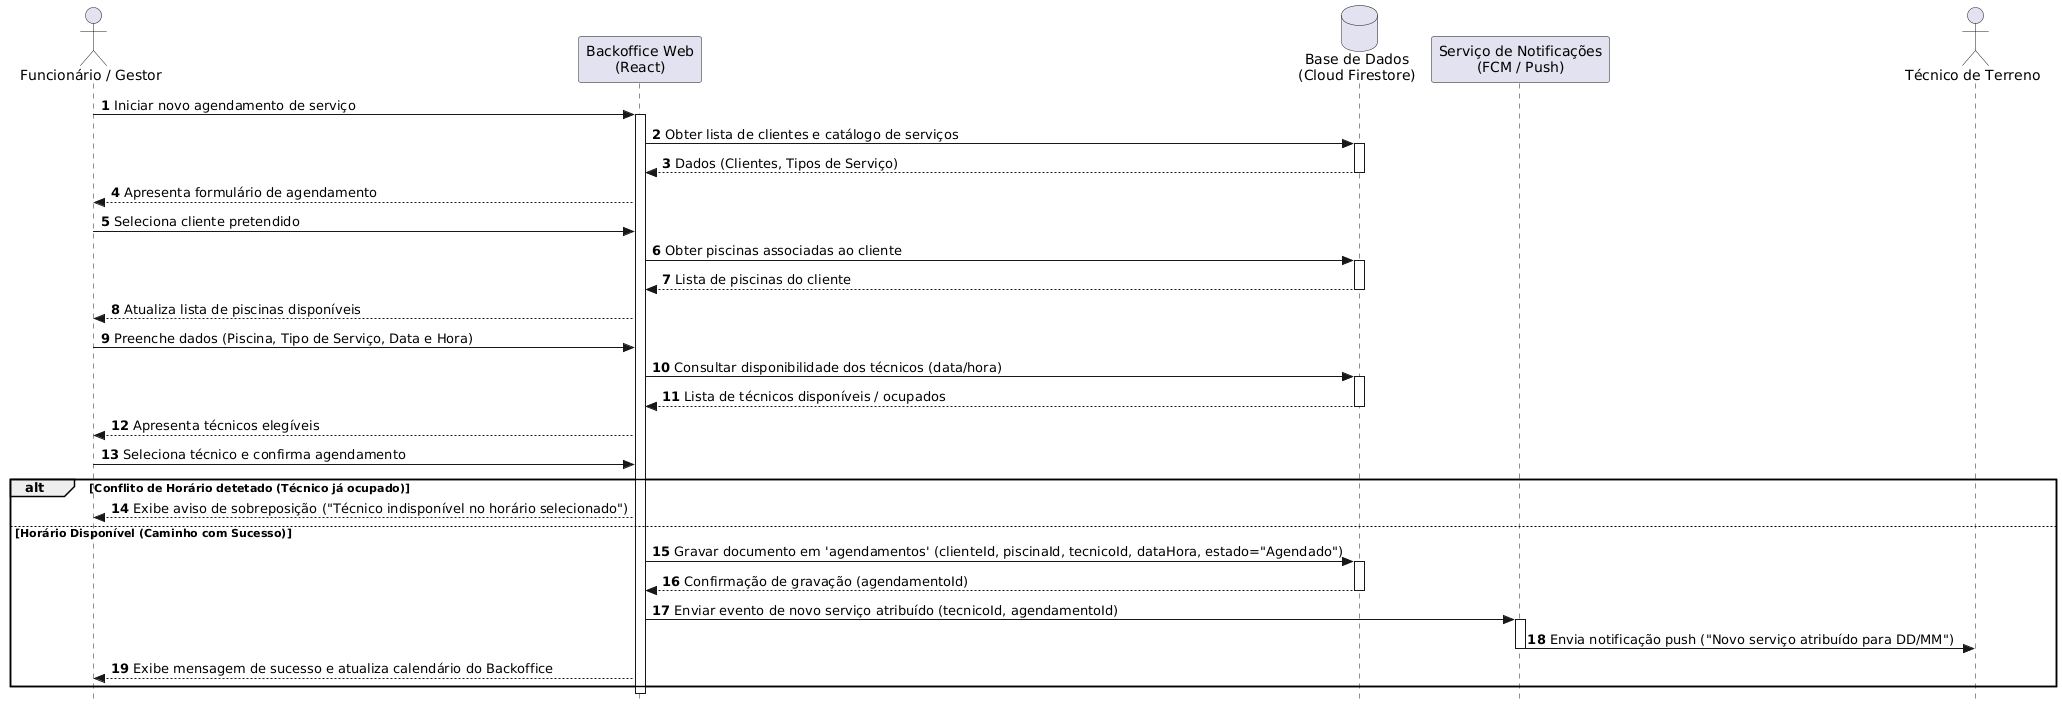 Funcionário / Gestor
Backoffice Web
(React)
Base de Dados
(Cloud Firestore)
Serviço de Notificações
(FCM / Push)
Técnico de Terreno
1 Iniciar novo agendamento de serviço
2 Obter lista de clientes e catálogo de serviços
3 Dados (Clientes, Tipos de Serviço)
4 Apresenta formulário de agendamento
5 Seleciona cliente pretendido
6 Obter piscinas associadas ao cliente
7 Lista de piscinas do cliente
8 Atualiza lista de piscinas disponíveis
9 Preenche dados (Piscina, Tipo de Serviço, Data e Hora)
10 Consultar disponibilidade dos técnicos (data/hora)
11 Lista de técnicos disponíveis / ocupados
12 Apresenta técnicos elegíveis
13 Seleciona técnico e confirma agendamento
alt [Conflito de Horário detetado (Técnico já ocupado)]
14 Exibe aviso de sobreposição ("Técnico indisponível no horário selecionado")
[Horário Disponível (Caminho com Sucesso)]
15 Gravar documento em 'agendamentos' (clienteId, piscinaId, tecnicoId, dataHora, estado="Agendado")
16 Confirmação de gravação (agendamentoId)
17 Enviar evento de novo serviço atribuído (tecnicoId, agendamentoId)
18 Envia notificação push ("Novo serviço atribuído para DD/MM")
19 Exibe mensagem de sucesso e atualiza calendário do Backoffice